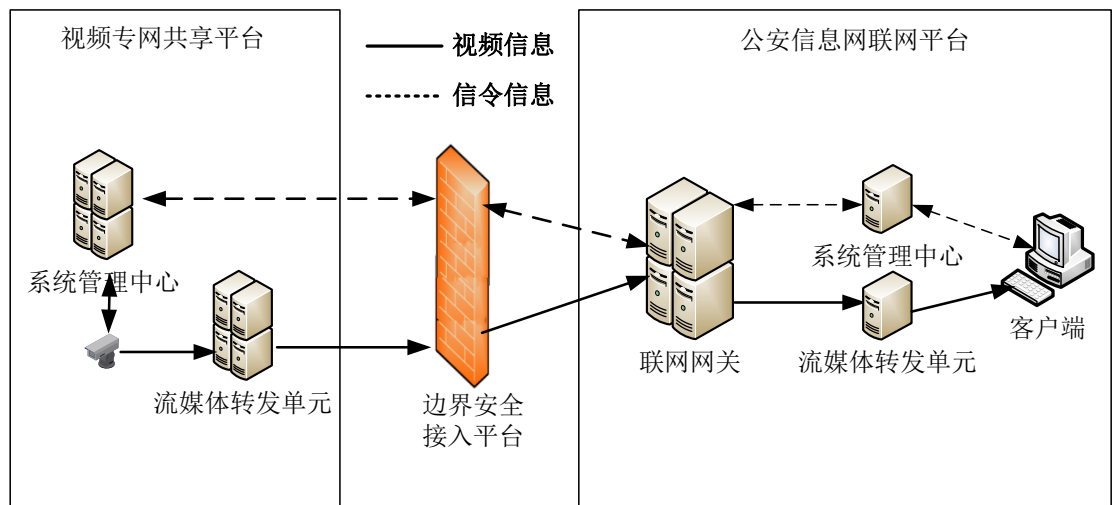 视频专网共享平台
视频信息
信令信息
公安信息网联网平台
系统管理中心
流媒体转发单元
边界安全
接入平台
联网网关
系统管理中心
流媒体转发单元
客户端